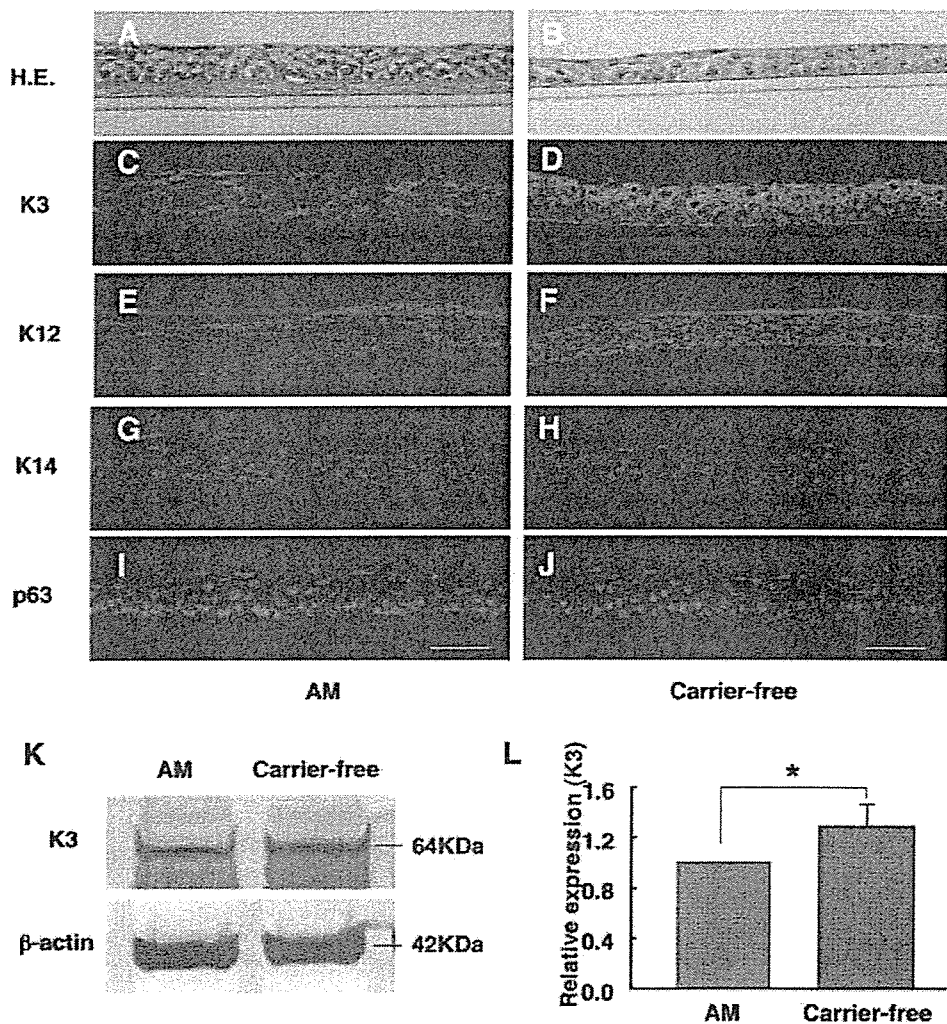 A
B
H.E.
C
D
K3
E
F
K12
G
H
K14
I
J
p63
AM
Carrier-free
K
AM
Carrier-free
K3
64KDa
β-actin
42KDa
L
Relative expression (K3)
*
1.6
1.2
0.8
0.4
0.0
AM
Carrier-free